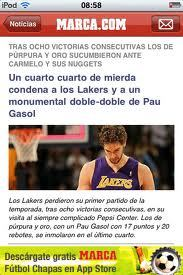 08:58
Noticias
MARCA.COM
TRAS OCHO VICTORIAS CONSECUTIVAS LOS DE
PÚRPURA Y ORO SUCUMBIERON ANTE
CARMELO Y SUS NUGGETS
Un cuarto cuarto de mierda
condena a los Lakers y a un
monumental doble-doble de Pau
Gasol
LAKERS
Los Lakers perdieron su primer partido de la
temporada, tras ocho victorias consecutivas, en
su visita al siempre complicado Pepsi Center. Los
de púrpura y oro, con un Pau Gasol con 17 puntos y 20
rebotes, se inmolaron en el último cuarto.
Descárgate gratis MARCA
Fútbol Chapas en App Store